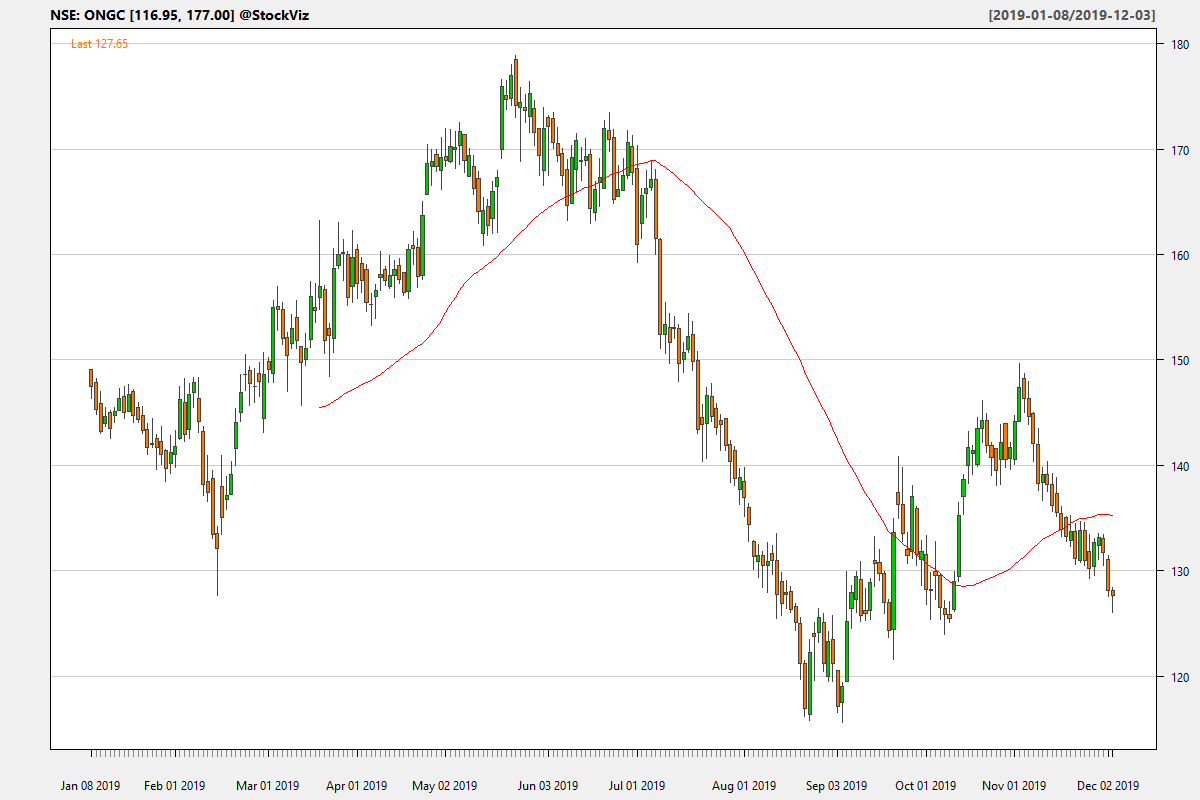 NSE: ONGC [116.95, 177.00] @StockViz
[2019-01-08/2019-12-03]
Last 127.65
180
170
160
150
140
130
120
Jan 08 2019 Feb 01 2019 Mar 01 2019 Apr 01 2019 May 02 2019 Jun 03 2019 Jul 01 2019 Aug 01 2019 Sep 03 2019 Oct 01 2019 Nov 01 2019 Dec 02 2019